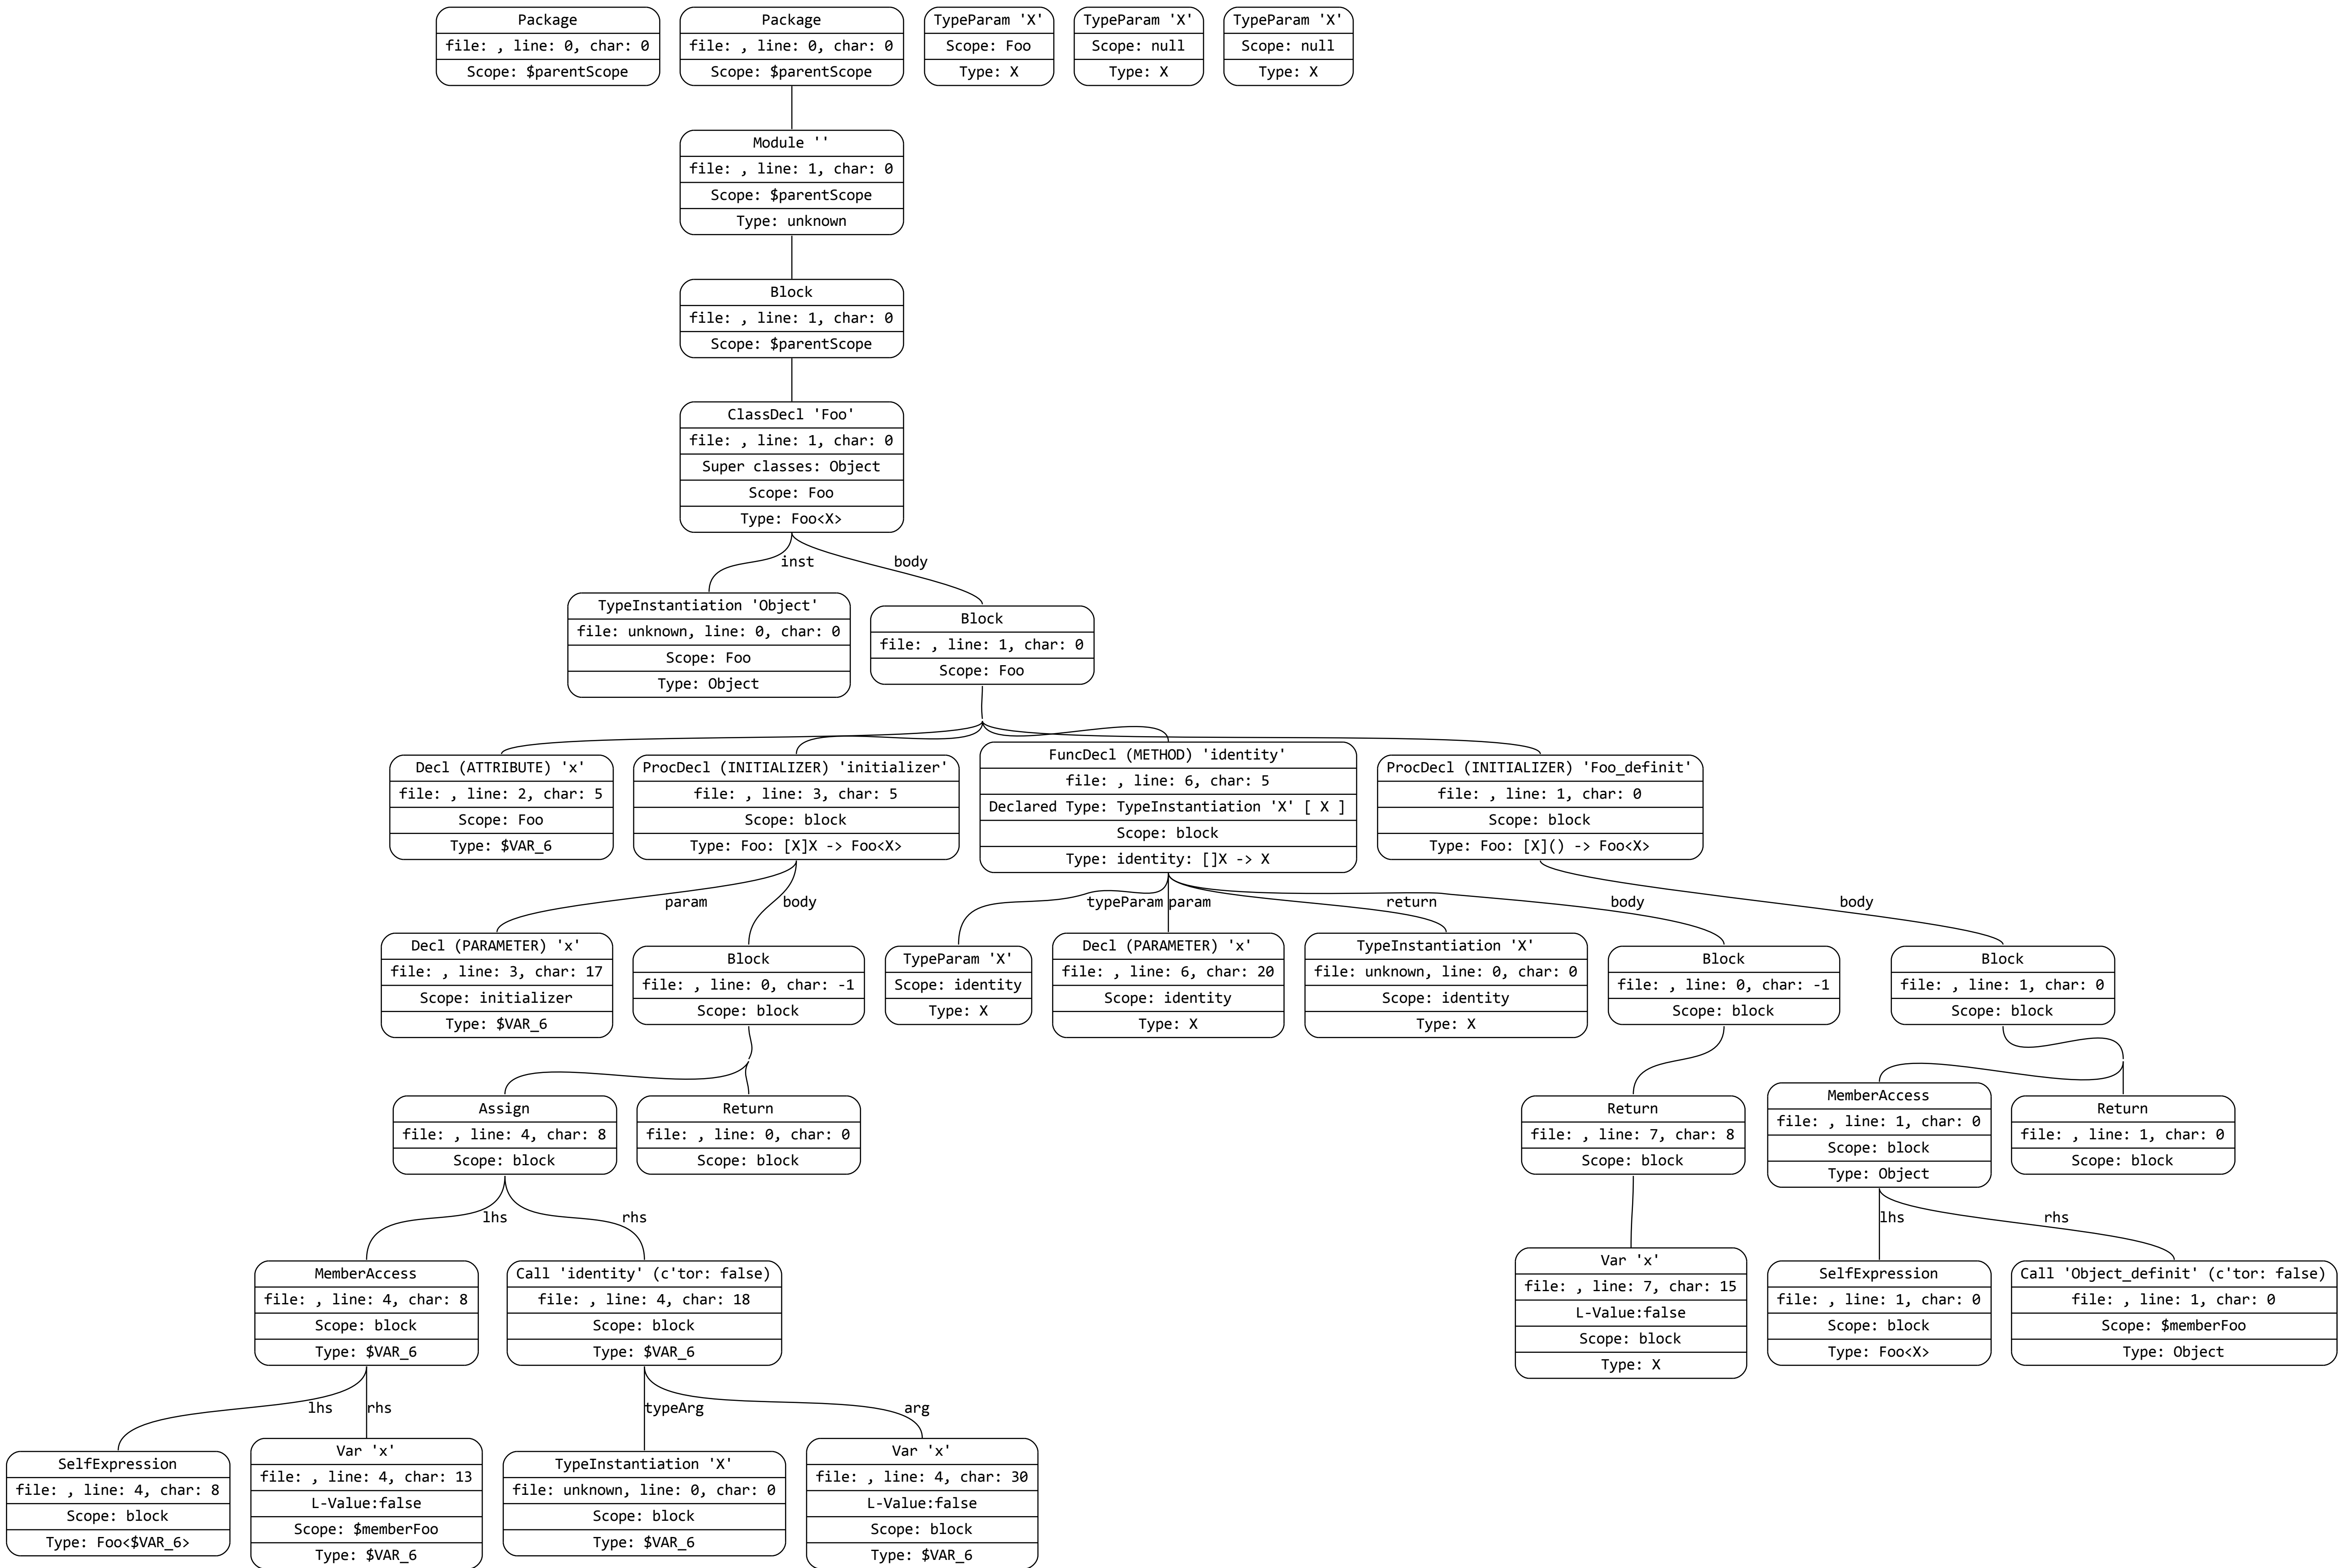 Package
file: , line: 0, char: 0
Scope: $parentScope
Package
file: , line: 0, char: 0
Scope: $parentScope
TypeParam 'X'
Scope: Foo
Type: X
TypeParam 'X'
Scope: null
Type: X
TypeParam 'X'
Scope: null
Type: X
Module ''
file: , line: 1, char: 0
Scope: $parentScope
Type: unknown
Block
file: , line: 1, char: 0
Scope: $parentScope
ClassDecl 'Foo'
file: , line: 1, char: 0
Super classes: Object
Scope: Foo
Type: Foo<X>
inst
body
TypeInstantiation 'Object'
file: unknown, line: 0, char: 0
Scope: Foo
Type: Object
Block
file: , line: 1, char: 0
Scope: Foo
Decl (ATTRIBUTE) 'x'
file: , line: 2, char: 5
Scope: Foo
Type: $VAR_6
ProcDecl (INITIALIZER) 'initializer'
file: , line: 3, char: 5
Scope: block
Type: Foo: [X]X -> Foo<X>
FuncDecl (METHOD) 'identity'
file: , line: 6, char: 5
Declared Type: TypeInstantiation 'X' [ X ]
Scope: block
Type: identity: []X -> X
ProcDecl (INITIALIZER) 'Foo_definit'
file: , line: 1, char: 0
Scope: block
Type: Foo: [X]() -> Foo<X>
param
body
typeParam
param
return
body
body
Decl (PARAMETER) 'x'
file: , line: 3, char: 17
Scope: initializer
Type: $VAR_6
Block
file: , line: 0, char: -1
Scope: block
TypeParam 'X'
Scope: identity
Type: X
Decl (PARAMETER) 'x'
file: , line: 6, char: 20
Scope: identity
Type: X
TypeInstantiation 'X'
file: unknown, line: 0, char: 0
Scope: identity
Type: X
Block
file: , line: 0, char: -1
Scope: block
Block
file: , line: 1, char: 0
Scope: block
Assign
file: , line: 4, char: 8
Scope: block
Return
file: , line: 0, char: 0
Scope: block
Return
file: , line: 7, char: 8
Scope: block
MemberAccess
file: , line: 1, char: 0
Scope: block
Type: Object
Return
file: , line: 1, char: 0
Scope: block
lhs
rhs
lhs
rhs
MemberAccess
file: , line: 4, char: 8
Scope: block
Type: $VAR_6
Call 'identity' (c'tor: false)
file: , line: 4, char: 18
Scope: block
Type: $VAR_6
Var 'x'
file: , line: 7, char: 15
L-Value:false
Scope: block
Type: X
SelfExpression
file: , line: 1, char: 0
Scope: block
Type: Foo<X>
Call 'Object_definit' (c'tor: false)
file: , line: 1, char: 0
Scope: $memberFoo
Type: Object
lhs
rhs
typeArg
arg
SelfExpression
file: , line: 4, char: 8
Scope: block
Type: Foo<$VAR_6>
Var 'x'
file: , line: 4, char: 13
L-Value:false
Scope: $memberFoo
Type: $VAR_6
TypeInstantiation 'X'
file: unknown, line: 0, char: 0
Scope: block
Type: $VAR_6
Var 'x'
file: , line: 4, char: 30
L-Value:false
Scope: block
Type: $VAR_6